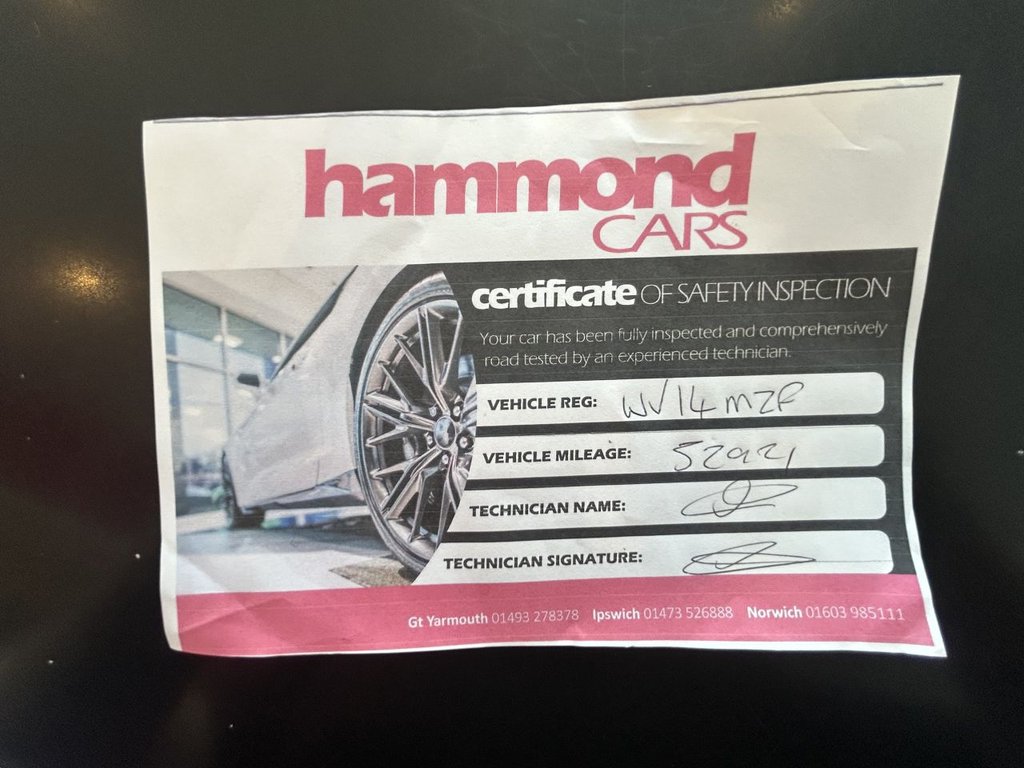 hammond
CARS
certificate OF SAFETY INSPECTION
Your car has been fully inspected and comprehensively
road tested by an experienced technician.
VEHICLE REG: WV14 MZF
VEHICLE MILEAGE: 52921
TECHNICIAN NAME:
TECHNICIAN SIGNATURE:
Gt Yarmouth 01493 278378 Ipswich 01473 526888 Norwich 01603 985111